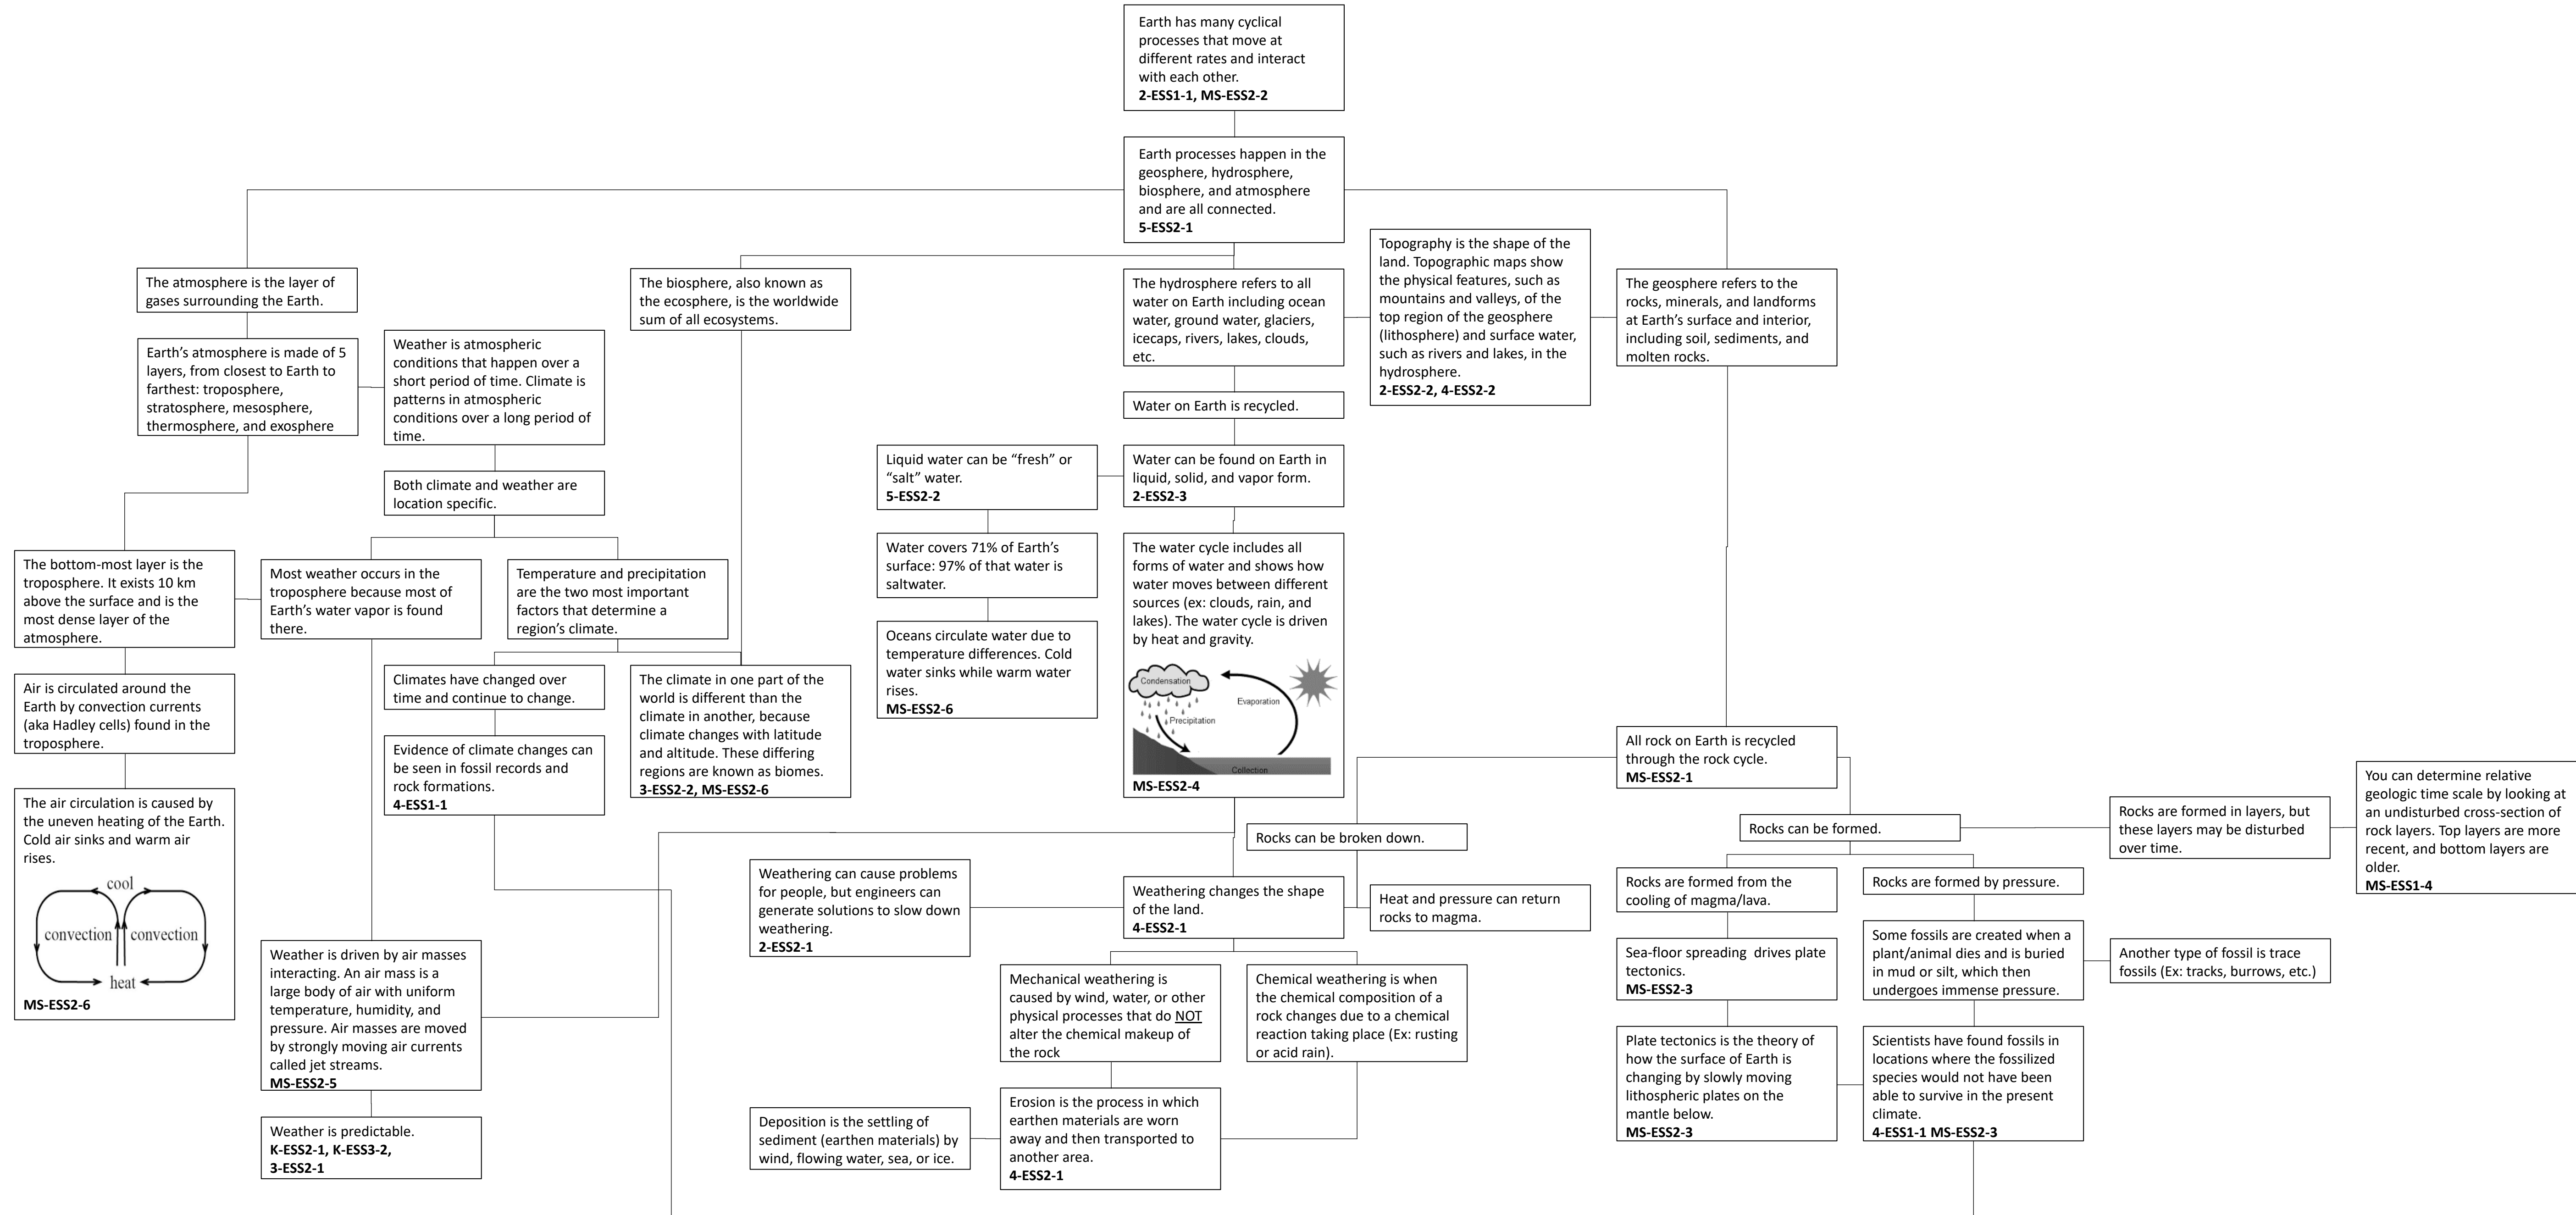 Earth has many cyclical
processes that move at
different rates and interact
with each other.
2-ESS1-1, MS-ESS2-2
Earth processes happen in the
geosphere, hydrosphere,
biosphere, and atmosphere
and are all connected.
5-ESS2-1
The atmosphere is the layer of
gases surrounding the Earth.
Earth's atmosphere is made of 5
layers, from closest to Earth to
farthest: troposphere,
stratosphere, mesosphere,
thermosphere, and exosphere
Weather is atmospheric
conditions that happen over a
short period of time. Climate is
patterns in atmospheric
conditions over a long period of
time.
Both climate and weather are
location specific.
The bottom-most layer is the
troposphere. It exists 10 km
above the surface and is the
most dense layer of the
atmosphere.
Most weather occurs in the
troposphere because most of
Earth's water vapor is found
there.
Temperature and precipitation
are the two most important
factors that determine a
region's climate.
Air is circulated around the
Earth by convection currents
(aka Hadley cells) found in the
troposphere.
Climates have changed over
time and continue to change.
Evidence of climate changes can
be seen in fossil records and
rock formations.
4-ESS1-1
The climate in one part of the
world is different than the
climate in another, because
climate changes with latitude
and altitude. These differing
regions are known as biomes.
3-ESS2-2, MS-ESS2-6
The air circulation is caused by
the uneven heating of the Earth.
Cold air sinks and warm air
rises.
cool
convection convection
heat
MS-ESS2-6
Weather is driven by air masses
interacting. An air mass is a
large body of air with uniform
temperature, humidity, and
pressure. Air masses are moved
by strongly moving air currents
called jet streams.
MS-ESS2-5
Weather is predictable.
K-ESS2-1, K-ESS3-2,
3-ESS2-1
The biosphere, also known as
the ecosphere, is the worldwide
sum of all ecosystems.
The hydrosphere refers to all
water on Earth including ocean
water, ground water, glaciers,
icecaps, rivers, lakes, clouds,
etc.
Water on Earth is recycled.
Liquid water can be “fresh” or
“salt” water.
5-ESS2-2
Water can be found on Earth in
liquid, solid, and vapor form.
2-ESS2-3
Water covers 71% of Earth's
surface: 97% of that water is
saltwater.
Oceans circulate water due to
temperature differences. Cold
water sinks while warm water
rises.
MS-ESS2-6
The water cycle includes all
forms of water and shows how
water moves between different
sources (ex: clouds, rain, and
lakes). The water cycle is driven
by heat and gravity.
Condensation
Evaporation
Precipitation
Collection
MS-ESS2-4
Topography is the shape of the
land. Topographic maps show
the physical features, such as
mountains and valleys, of the
top region of the geosphere
(lithosphere) and surface water,
such as rivers and lakes, in the
hydrosphere.
2-ESS2-2, 4-ESS2-2
The geosphere refers to the
rocks, minerals, and landforms
at Earth's surface and interior,
including soil, sediments, and
molten rocks.
All rock on Earth is recycled
through the rock cycle.
MS-ESS2-1
Rocks can be broken down.
Weathering can cause problems
for people, but engineers can
generate solutions to slow down
weathering.
2-ESS2-1
Weathering changes the shape
of the land.
4-ESS2-1
Heat and pressure can return
rocks to magma.
Mechanical weathering is
caused by wind, water, or other
physical processes that do NOT
alter the chemical makeup of
the rock
Chemical weathering is when
the chemical composition of a
rock changes due to a chemical
reaction taking place (Ex: rusting
or acid rain).
Deposition is the settling of
sediment (earthen materials) by
wind, flowing water, sea, or ice.
Erosion is the process in which
earthen materials are worn
away and then transported to
another area.
4-ESS2-1
Rocks can be formed.
Rocks are formed in layers, but
these layers may be disturbed
over time.
You can determine relative
geologic time scale by looking at
an undisturbed cross-section of
rock layers. Top layers are more
recent, and bottom layers are
older.
MS-ESS1-4
Rocks are formed from the
cooling of magma/lava.
Rocks are formed by pressure.
Sea-floor spreading  drives plate
tectonics.
MS-ESS2-3
Some fossils are created when a
plant/animal dies and is buried
in mud or silt, which then
undergoes immense pressure.
Another type of fossil is trace
fossils (Ex: tracks, burrows, etc.)
Plate tectonics is the theory of
how the surface of Earth is
changing by slowly moving
lithospheric plates on the
mantle below.
MS-ESS2-3
Scientists have found fossils in
locations where the fossilized
species would not have been
able to survive in the present
climate.
4-ESS1-1 MS-ESS2-3